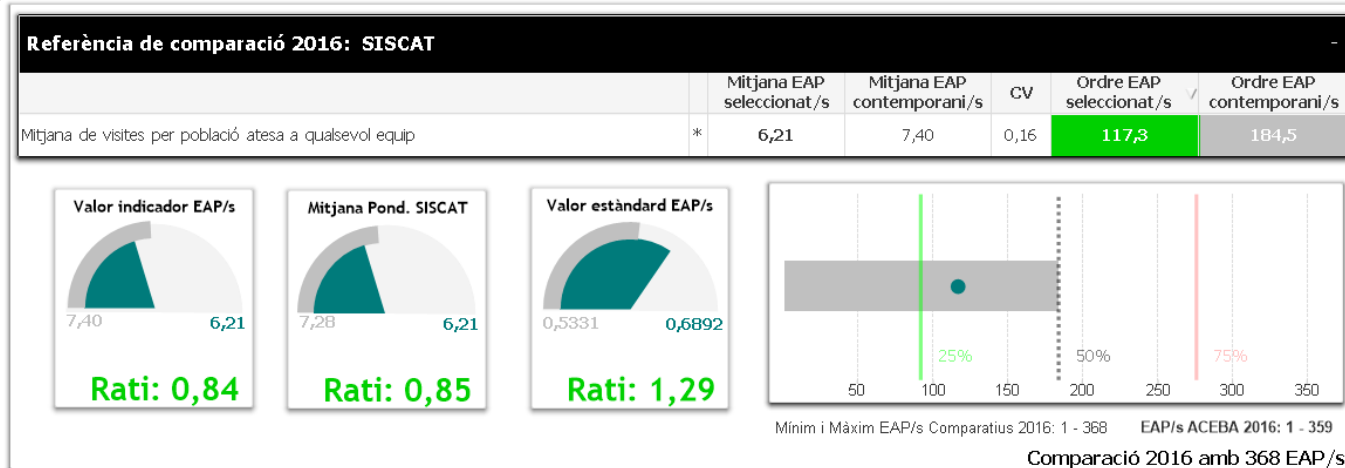 Referència de comparació 2016: SISCAT -
Mitjana EAP seleccionat/s
Mitjana EAP contemporani/s
CV
Ordre EAP seleccionat/s
Ordre EAP contemporani/s
Mitjana de visites per població atesa a qualsevol equip * 6,21 7,40 0,16 117,3 184,5
Valor indicador EAP/s
7,40 6,21
Rati: 0,84
Mitjana Pond. SISCAT
7,28 6,21
Rati: 0,85
Valor estàndard EAP/s
0,5331 0,6892
Rati: 1,29
25% 50% 75%
50 100 150 200 250 300 350
Mínim i Màxim EAP/s Comparatius 2016: 1 - 368 EAP/s ACEBA 2016: 1 - 359
Comparació 2016 amb 368 EAP/s